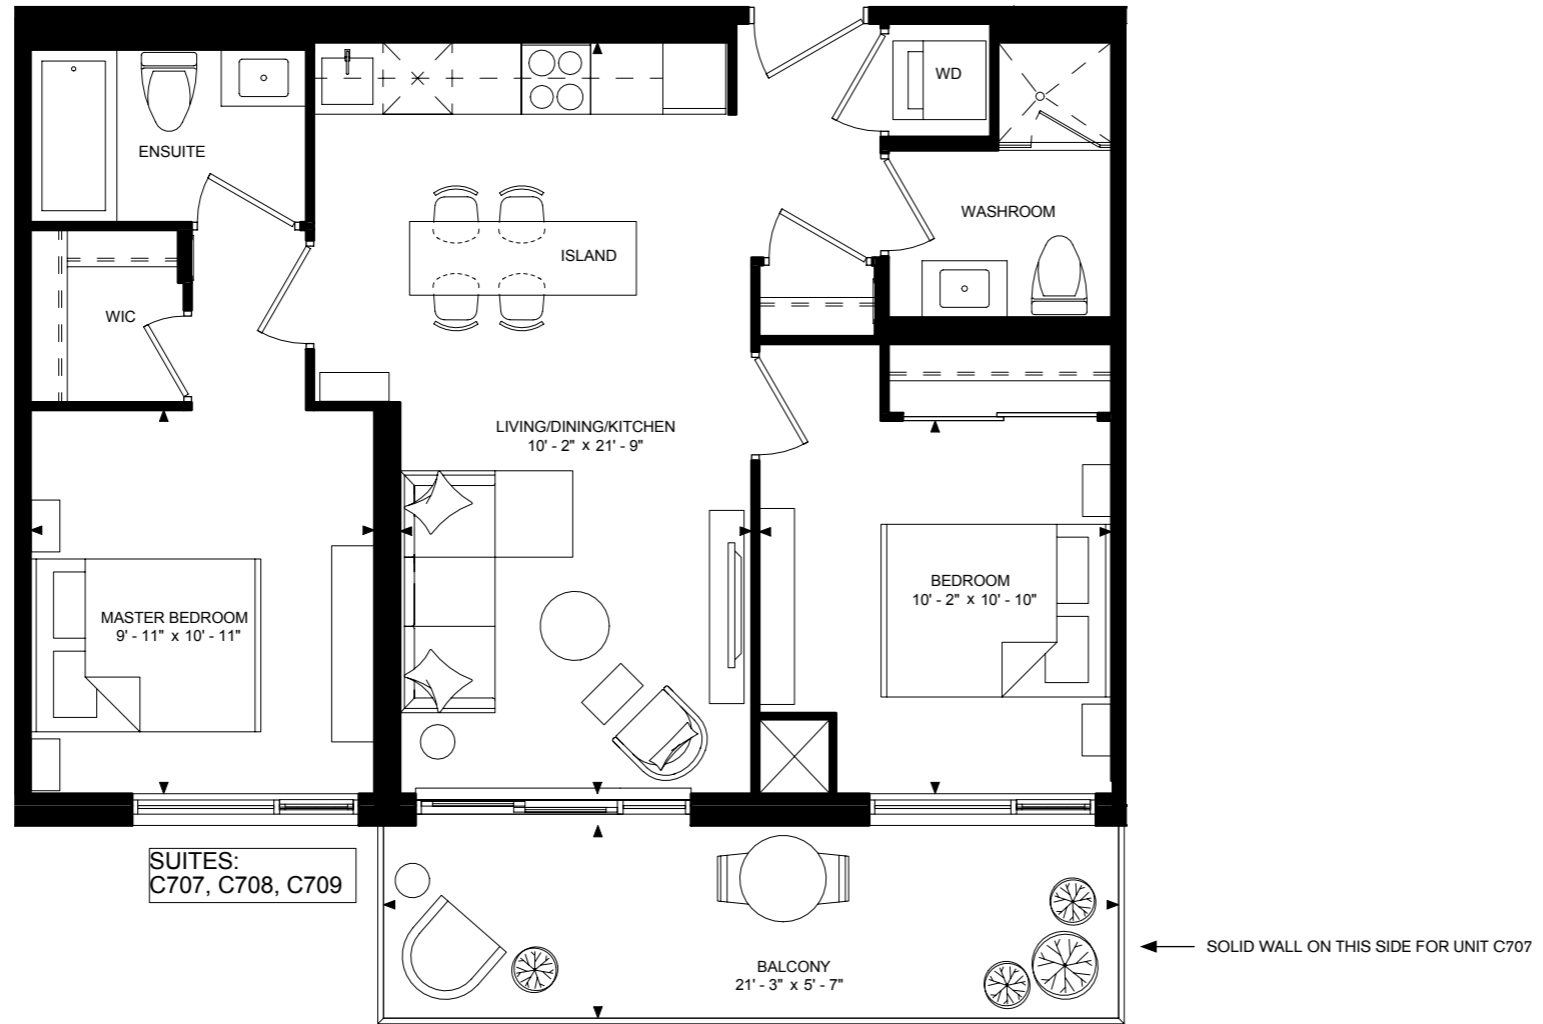 WD
ENSUITE
WASHROOM
ISLAND
WIC
LIVING/DINING/KITCHEN
10' - 2" x 21' - 9"
BEDROOM
10' - 2" x 10' - 10"
MASTER BEDROOM
9' - 11" x 10' - 11"
SUITES:
C707, C708, C709
SOLID WALL ON THIS SIDE FOR UNIT C707
BALCONY
21' - 3" x 5' - 7"